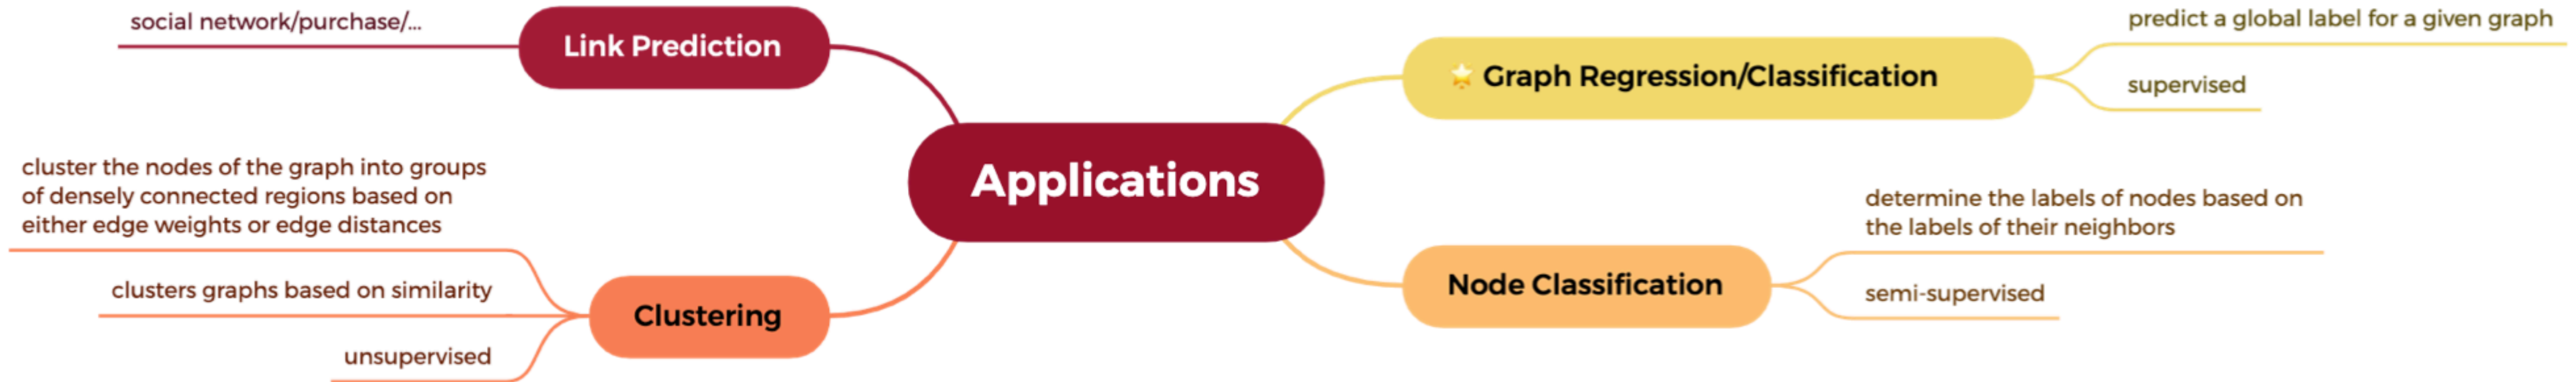 social network/purchase/...
Link Prediction
cluster the nodes of the graph into groups
of densely connected regions based on
either edge weights or edge distances
clusters graphs based on similarity
unsupervised
Clustering
Applications
⭐ Graph Regression/Classification
predict a global label for a given graph
supervised
Node Classification
determine the labels of nodes based on
the labels of their neighbors
semi-supervised